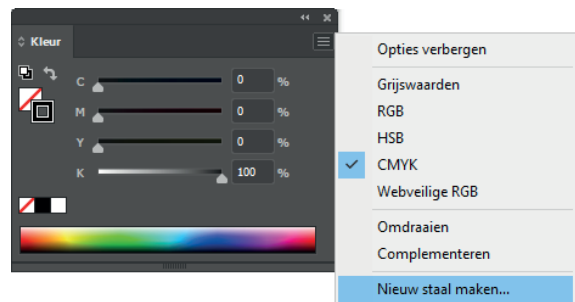 Kleur
C 0 %
M 0 %
Y 0 %
K 100 %
Opties verbergen
Grijswaarden
RGB
HSB
CMYK
Webveilige RGB
Omdraaien
Complementeren
Nieuw staal maken...